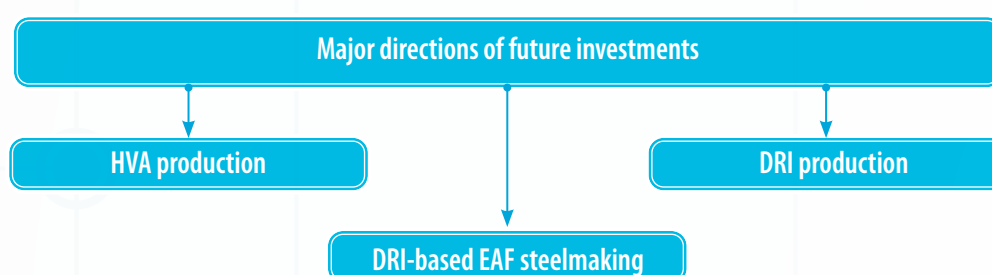 Major directions of future investments
HVA production
DRI production
DRI-based EAF steelmaking